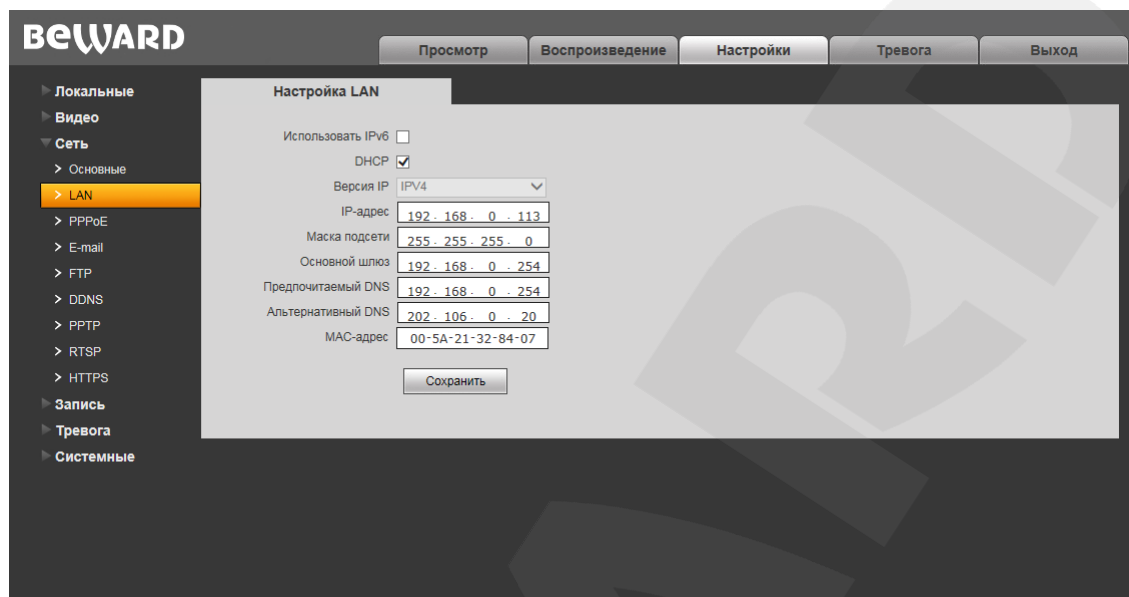 BEWARD
Просмотр
Воспроизведение
Настройки
Тревога
Выход
Локальные
Видео
Сеть
Основные
LAN
PPPoE
E-mail
FTP
DDNS
PPTP
RTSP
HTTPS
Запись
Тревога
Системные
Настройка LAN
Использовать IPv6
DHCP
Версия IP IPV4
IP-адрес 192 . 168 . 0 . 113
Маска подсети 255 . 255 . 255 . 0
Основной шлюз 192 . 168 . 0 . 254
Предпочитаемый DNS 192 . 168 . 0 . 254
Альтернативный DNS 202 . 106 . 0 . 20
MAC-адрес 00-5A-21-32-84-07
Сохранить